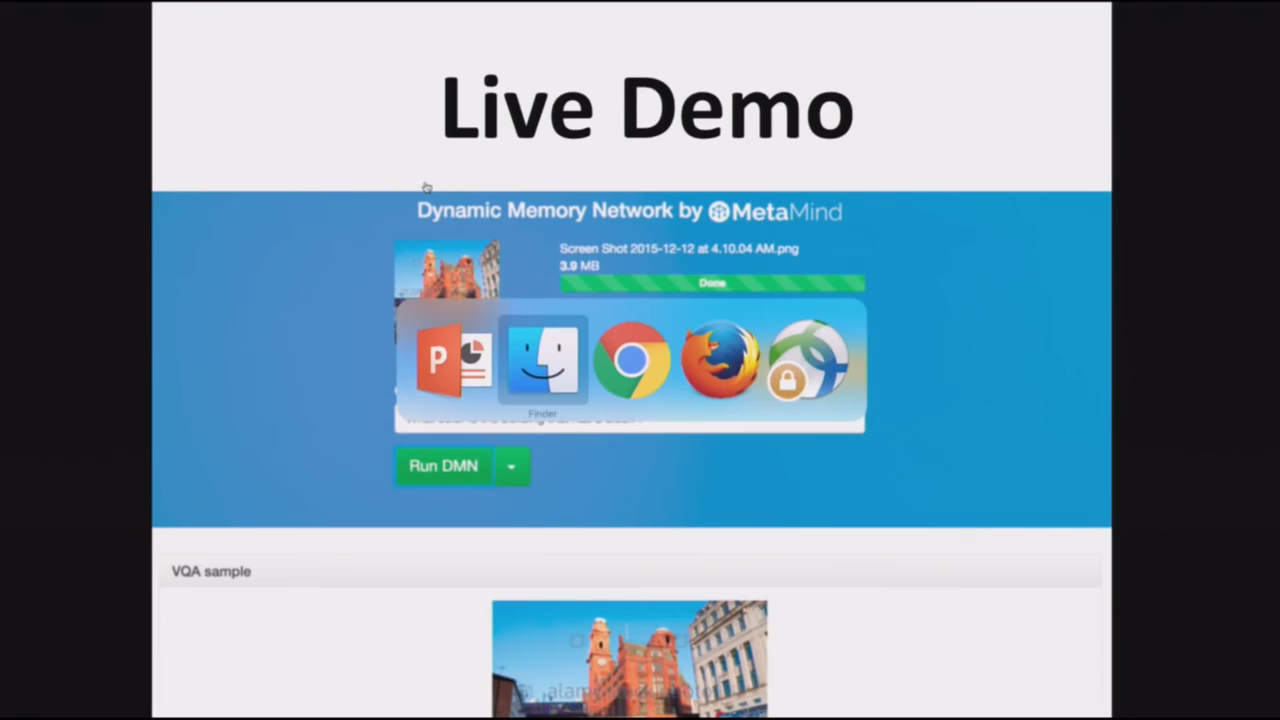 Live Demo
Dynamic Memory Network by MetaMind
Screen Shot 2015-12-12 at 4.10.04 AM.png
3.9 MB
Done
P
Finder
Run DMN
VQA sample